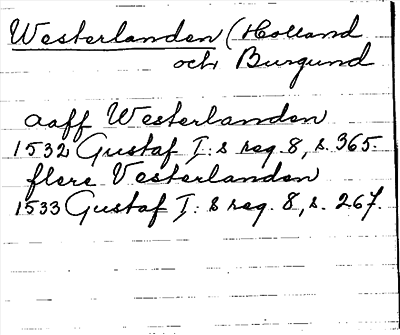 Westerlanden (Holland
och Burgund
aaff Westerlanden
1532 Gustaf I:s reg. 8, s. 365.
flere Vesterlanden
1533 Gustaf I:s reg. 8, s. 267.